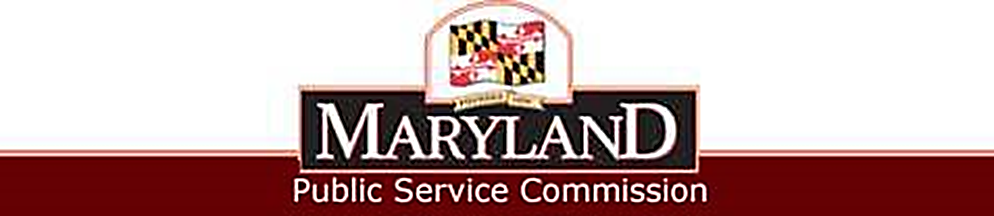 MARYLAND
Public Service Commission